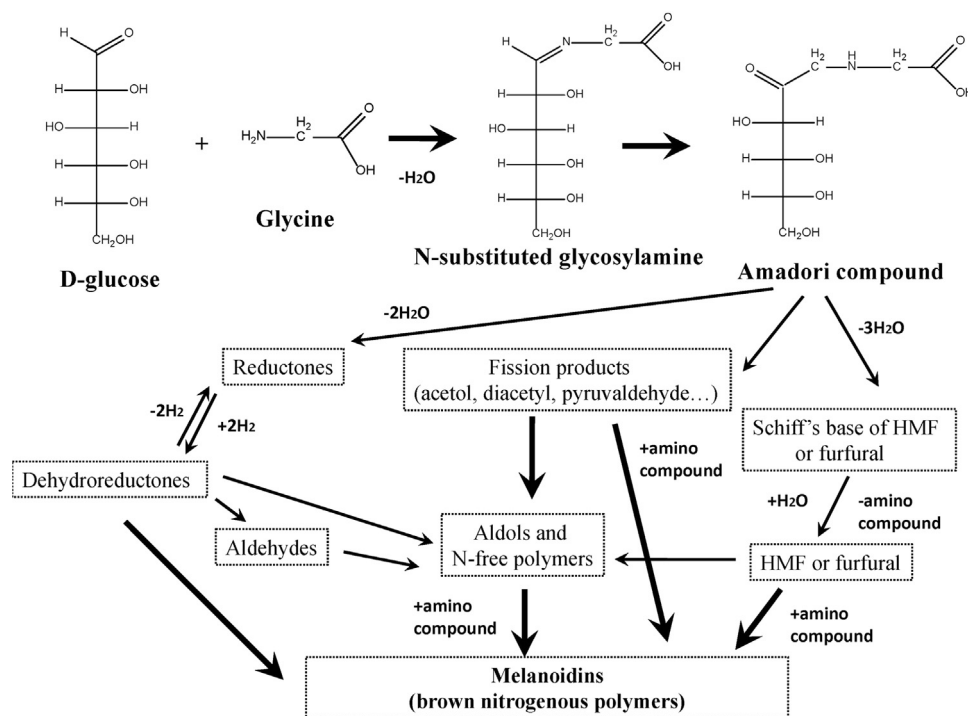 H
O
H
OH
HO
H
H
OH
H
OH
CH2OH
D-glucose
+
H2N
H2
C
O
OH
Glycine
-H2O
H
N
H2
C
O
OH
H
OH
HO
H
H
OH
H
OH
CH2OH
N-substituted glycosylamine
O
H2
C
H
N
H2
C
O
OH
HO
H
H
OH
H
OH
CH2OH
Amadori compound
-2H2O
-3H2O
Reductones
Fission products
(acetol, diacetyl, pyruvaldehyde…)
-2H2
+2H2
Schiff's base of HMF
or furfural
+amino
compound
Dehydroreductones
+H2O
-amino
compound
Aldehydes
Aldols and
N-free polymers
HMF or furfural
+amino
compound
+amino
compound
Melanoidins
(brown nitrogenous polymers)